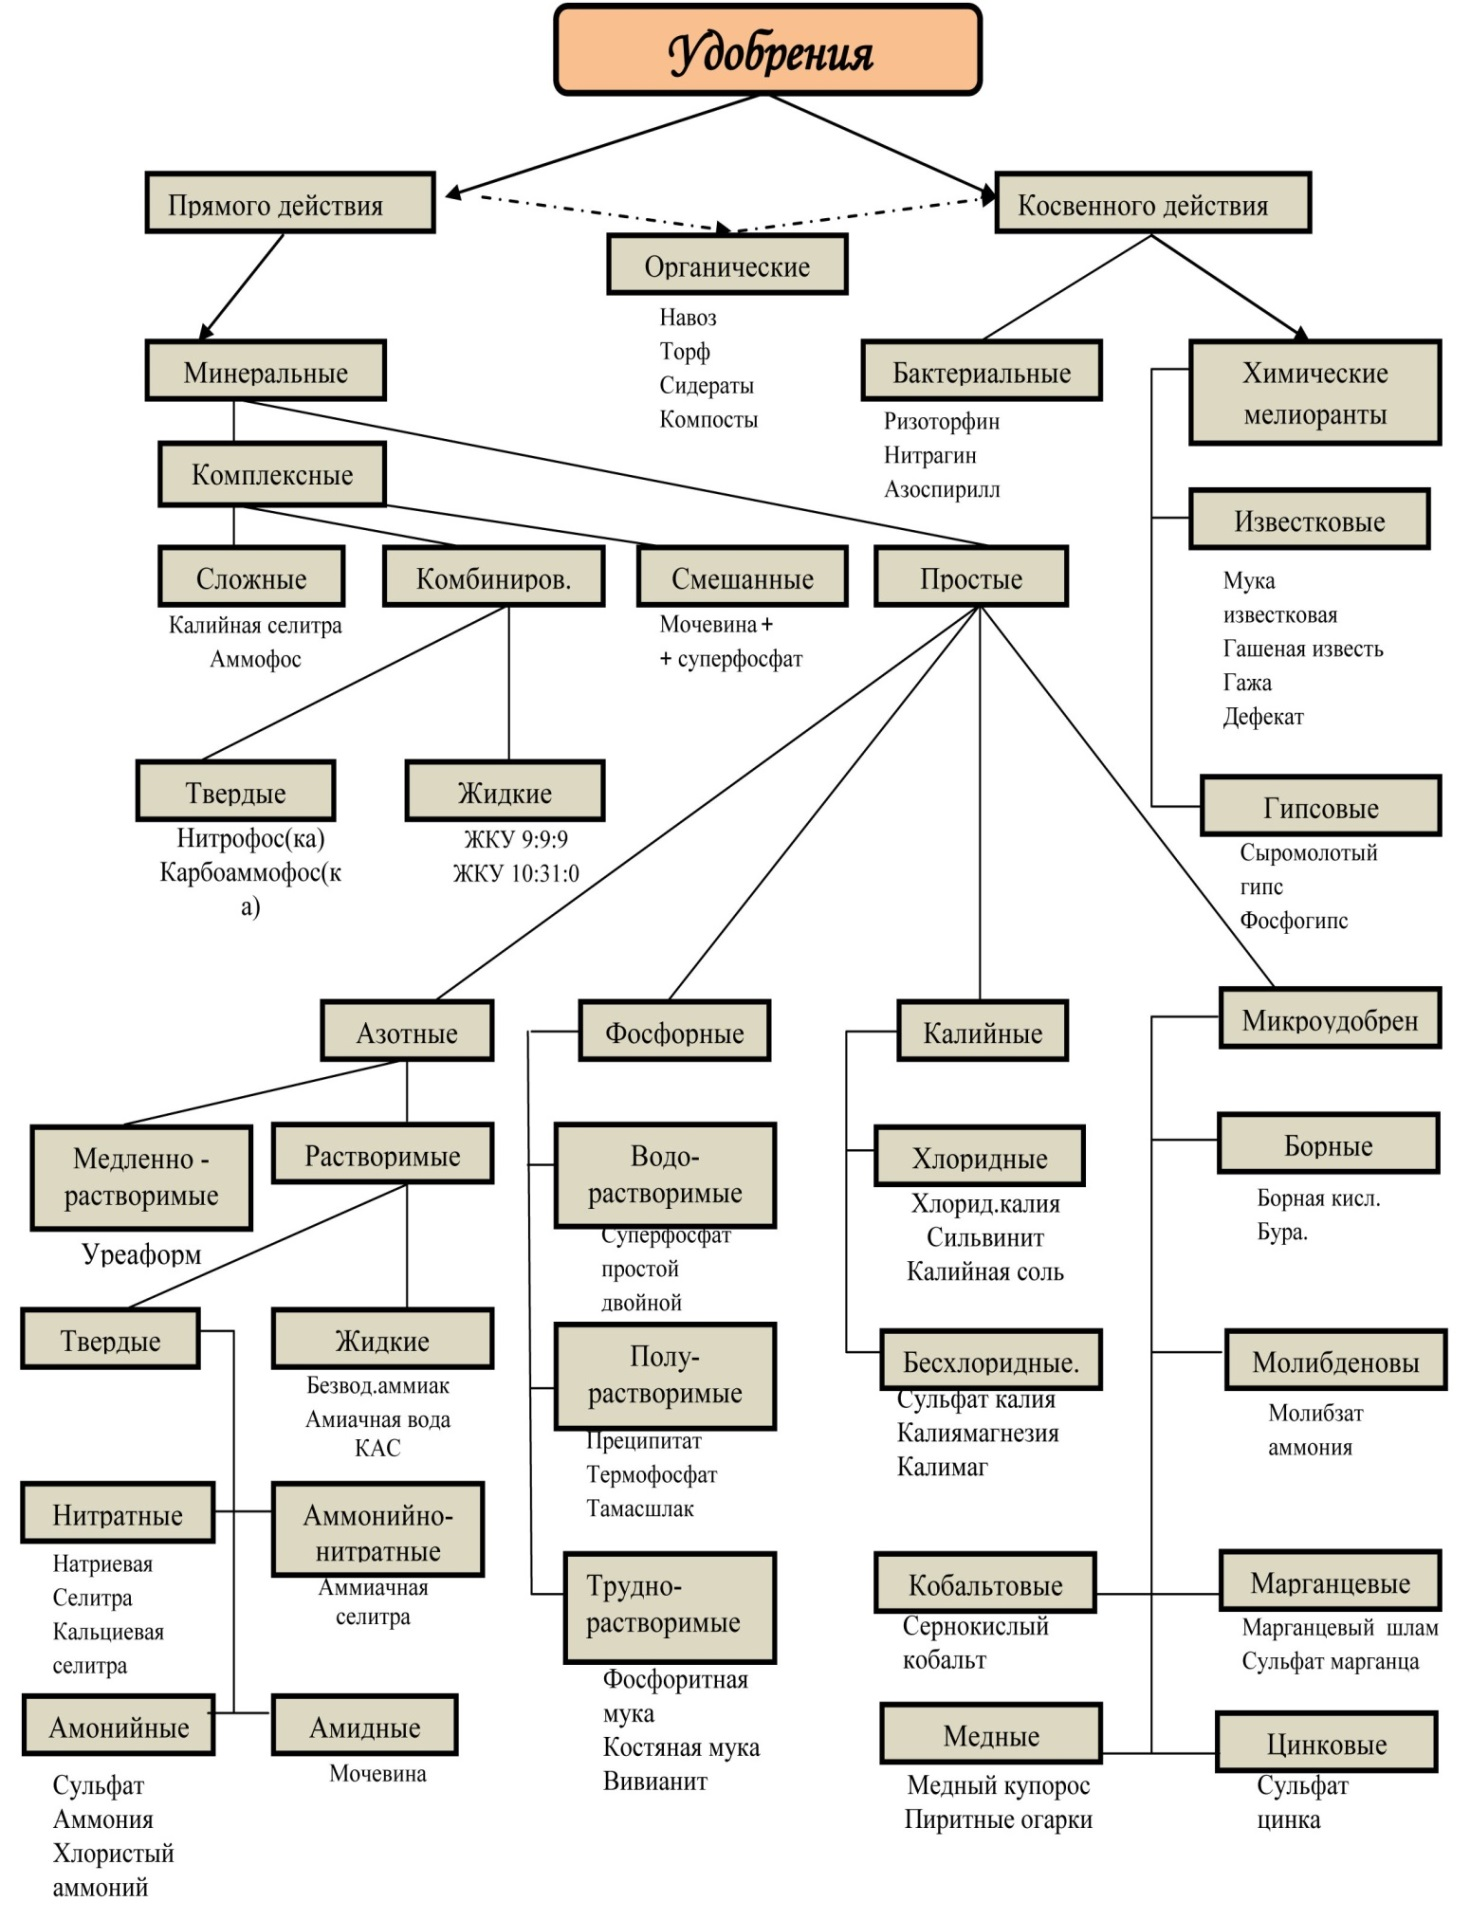 Удобрения
Прямого действия
Косвенного действия
Органические
Навоз
Торф
Сидераты
Компосты
Минеральные
Бактериальные
Ризоторфин
Нитрагин
Азоспирилл
Химические
мелиоранты
Комплексные
Известковые
Мука
известковая
Гашеная известь
Гажа
Дефекат
Сложные
Калийная селитра
Аммофос
Комбиниров.
Смешанные
Мочевина +
+ суперфосфат
Простые
Твердые
Нитрофос(ка)
Карбоаммофос(к
а)
Жидкие
ЖКУ 9:9:9
ЖКУ 10:31:0
Гипсовые
Сыромолотый
гипс
Фосфогипс
Азотные
Фосфорные
Калийные
Микроудобрен
Медленно -
растворимые
Уреаформ
Растворимые
Водо-
растворимые
Суперфосфат
простой
двойной
Хлоридные
Хлорид.калия
Сильвинит
Калийная соль
Борные
Борная кисл.
Бура.
Твердые
Жидкие
Безвод.аммиак
Амиачная вода
КАС
Полу-
растворимые
Преципитат
Термофосфат
Тамасшлак
Бесхлоридные.
Сульфат калия
Калиямагнезия
Калимаг
Молибденовы
Молибзат
аммония
Нитратные
Натриевая
Селитра
Кальциевая
селитра
Аммонийно-
нитратные
Аммиачная
селитра
Трудно-
растворимые
Фосфоритная
мука
Костяная мука
Вивианит
Кобальтовые
Сернокислый
кобальт
Марганцевые
Марганцевый шлам
Сульфат марганца
Амонийные
Сульфат
Аммония
Хлористый
аммоний
Амидные
Мочевина
Медные
Медный купорос
Пиритные огарки
Цинковые
Сульфат
цинка